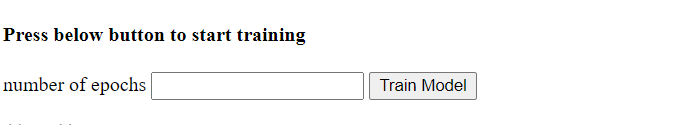 Press below button to start training
number of epochs Train Model